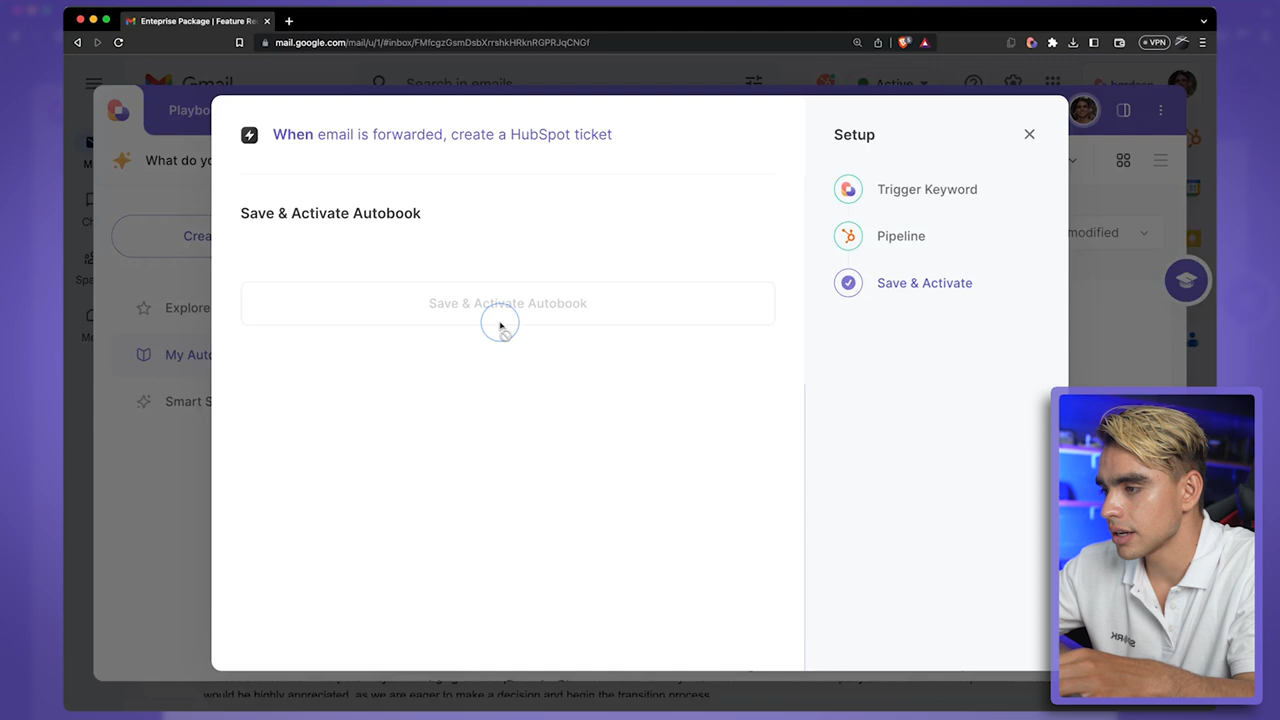 Enteprise Package | Feature Re
mail.google.com/mail/u/1/#inbox/FMfcgzGsmDsbXrrshkHRknRGPRJqCNGf
VPN
Gmail
Search in emails
Active
Playbo
What do yo
When email is forwarded, create a HubSpot ticket
Setup
Save & Activate Autobook
Trigger Keyword
Crea
Pipeline
modified
Save & Activate
Save & Activate Autobook
Explore
My Auto
Smart S
would be highly appreciated, as we are eager to make a decision and begin the transition process.